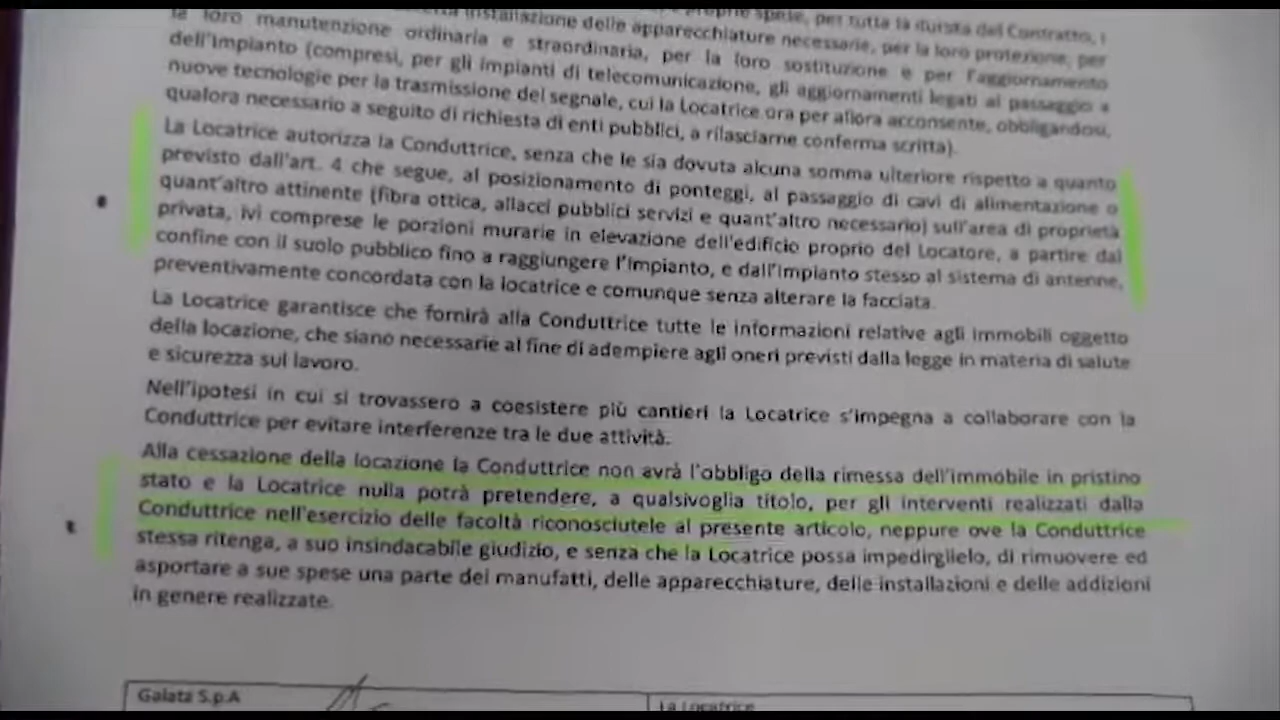 installazione delle apparecchiature necessarie, per la loro protezione, per
la loro manutenzione ordinaria e straordinaria, per la loro sostituzione e per l'aggiornamento
dell'impianto (compresi, per gli impianti di telecomunicazione, gli aggiornamenti legati al passaggio a
nuove tecnologie per la trasmissione del segnale, cui la Locatrice ora per allora acconsente, obbligandosi,
qualora necessario a seguito di richiesta di enti pubblici, a rilasciarne conferma scritta).
La Locatrice autorizza la Conduttrice, senza che le sia dovuta alcuna somma ulteriore rispetto a quanto
previsto dall'art. 4 che segue, al posizionamento di ponteggi, al passaggio di cavi di alimentazione o
quant'altro attinente (fibra ottica, allacci pubblici servizi e quant'altro necessario) sull'area di proprietà
privata, ivi comprese le porzioni murarie in elevazione dell'edificio proprio del Locatore, a partire dal
confine con il suolo pubblico fino a raggiungere l'impianto, e dall'impianto stesso al sistema di antenne,
preventivamente concordata con la locatrice e comunque senza alterare la facciata.
La Locatrice garantisce che fornirà alla Conduttrice tutte le informazioni relative agli immobili oggetto
della locazione, che siano necessarie al fine di adempiere agli oneri previsti dalla legge in materia di salute
e sicurezza sul lavoro.
Nell'ipotesi in cui si trovassero a coesistere più cantieri la Locatrice s'impegna a collaborare con la
Conduttrice per evitare interferenze tra le due attività.
Alla cessazione della locazione la Conduttrice non avrà l'obbligo della rimessa dell'immobile in pristino
stato e la Locatrice nulla potrà pretendere, a qualsivoglia titolo, per gli interventi realizzati dalla
Conduttrice nell'esercizio delle facoltà riconosciutele al presente articolo, neppure ove la Conduttrice
stessa ritenga, a suo insindacabile giudizio, e senza che la Locatrice possa impedirglielo, di rimuovere ed
asportare a sue spese una parte dei manufatti, delle apparecchiature, delle installazioni e delle addizioni
in genere realizzate.
Galata S.p.A
La Locatrice